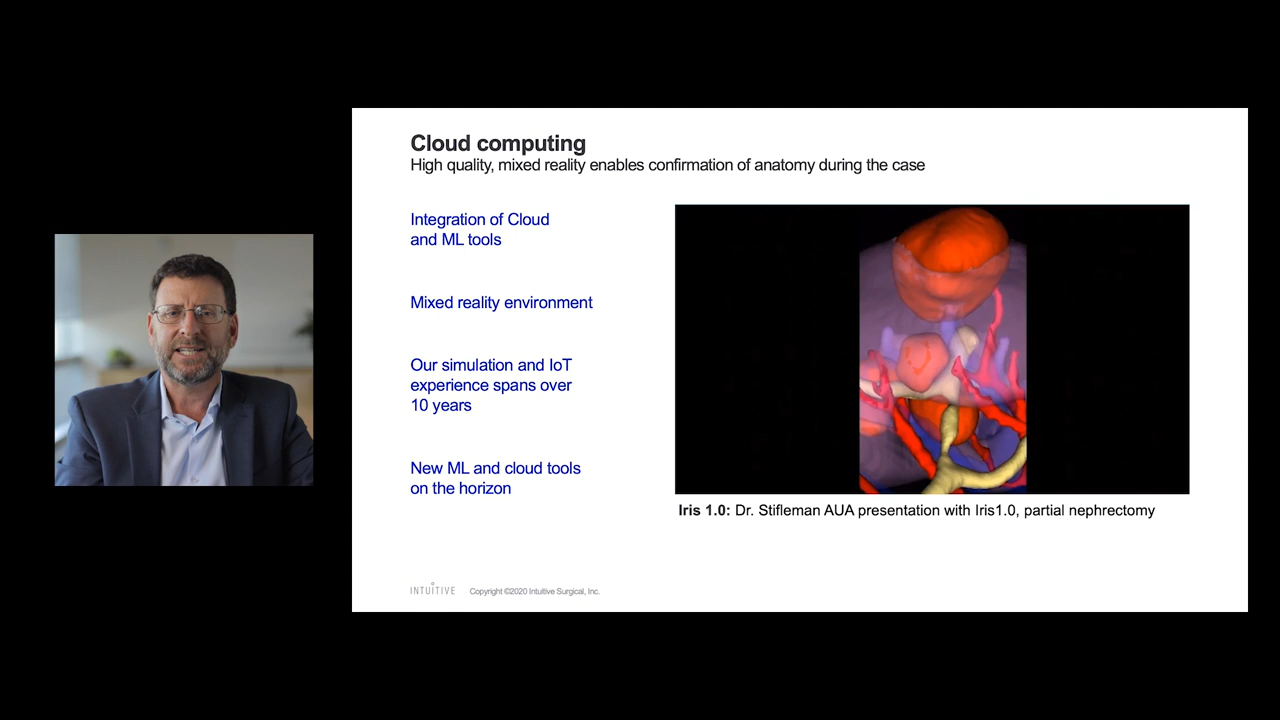 Cloud computing
High quality, mixed reality enables confirmation of anatomy during the case
Integration of Cloud
and ML tools
Mixed reality environment
Our simulation and IoT
experience spans over
10 years
New ML and cloud tools
on the horizon
Iris 1.0: Dr. Stifleman AUA presentation with Iris1.0, partial nephrectomy
INTUITIVE
Copyright ©2020 Intuitive Surgical, Inc.